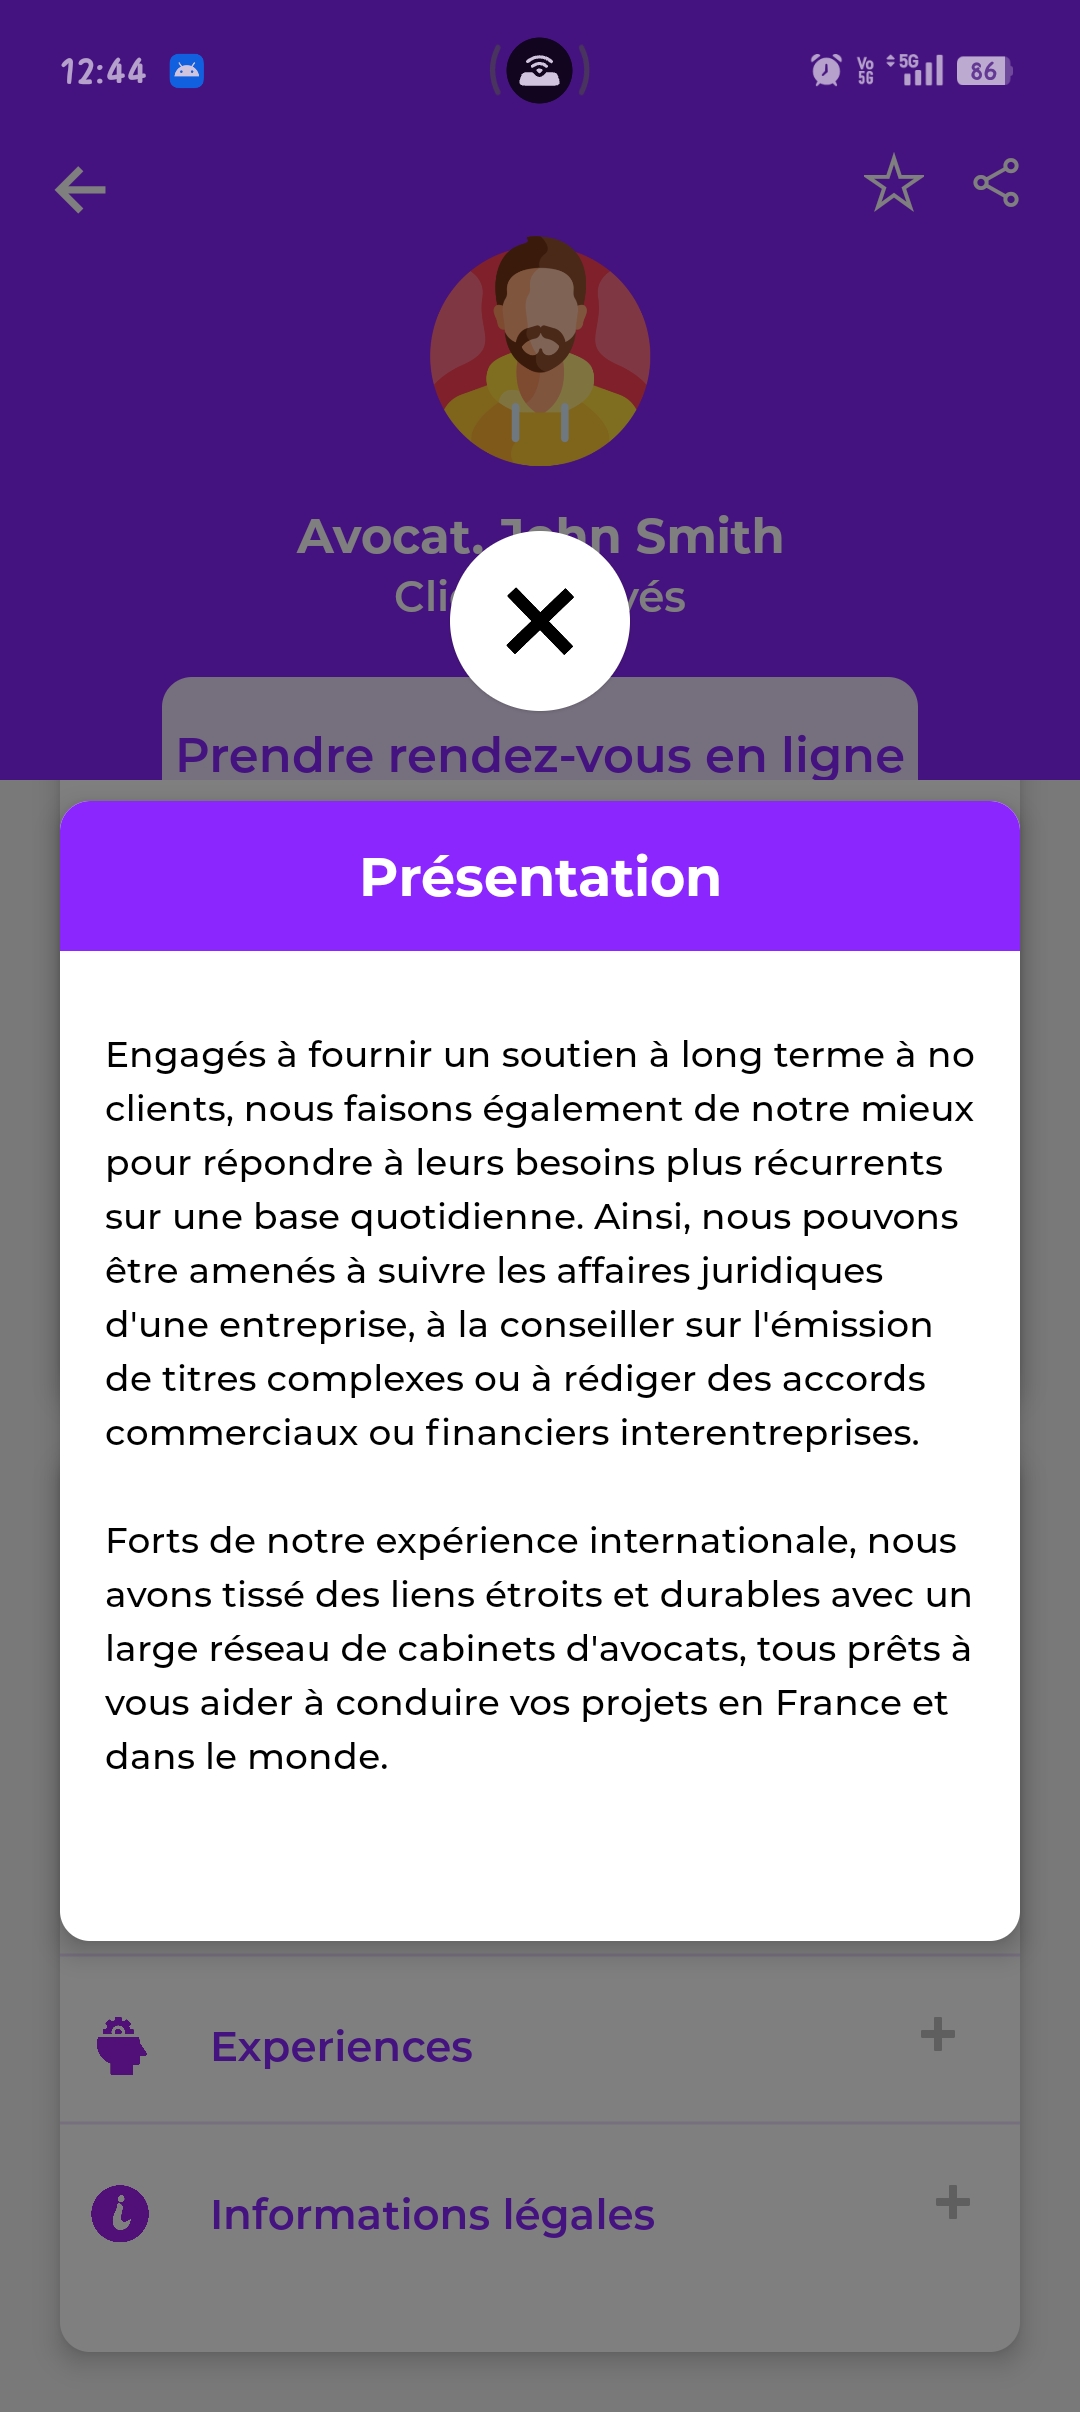 12:44
Vo
5G
5G
86
Avocat. John Smith
Prendre rendez-vous en ligne
Présentation
Engagés à fournir un soutien à long terme à no
clients, nous faisons également de notre mieux
pour répondre à leurs besoins plus récurrents
sur une base quotidienne. Ainsi, nous pouvons
être amenés à suivre les affaires juridiques
d'une entreprise, à la conseiller sur l'émission
de titres complexes ou à rédiger des accords
commerciaux ou financiers interentreprises.
Forts de notre expérience internationale, nous
avons tissé des liens étroits et durables avec un
large réseau de cabinets d'avocats, tous prêts à
vous aider à conduire vos projets en France et
dans le monde.
Experiences
Informations légales